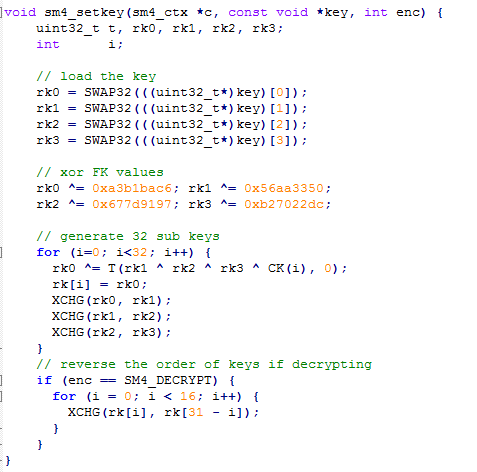 void sm4_setkey(sm4_ctx *c, const void *key, int enc) {
    uint32_t t, rk0, rk1, rk2, rk3;
    int      i;

    // load the key
    rk0 = SWAP32(((uint32_t*)key)[0]);
    rk1 = SWAP32(((uint32_t*)key)[1]);
    rk2 = SWAP32(((uint32_t*)key)[2]);
    rk3 = SWAP32(((uint32_t*)key)[3]);

    // xor FK values
    rk0 ^= 0xa3b1bac6; rk1 ^= 0x56aa3350;
    rk2 ^= 0x677d9197; rk3 ^= 0xb27022dc;

    // generate 32 sub keys
    for (i=0; i<32; i++) {
      rk0 ^= T(rk1 ^ rk2 ^ rk3 ^ CK(i), 0);
      rk[i] = rk0;
      XCHG(rk0, rk1);
      XCHG(rk1, rk2);
      XCHG(rk2, rk3);
    }
    // reverse the order of keys if decrypting
    if (enc == SM4_DECRYPT) {
      for (i = 0; i < 16; i++) {
        XCHG(rk[i], rk[31 - i]);
      }
    }
}